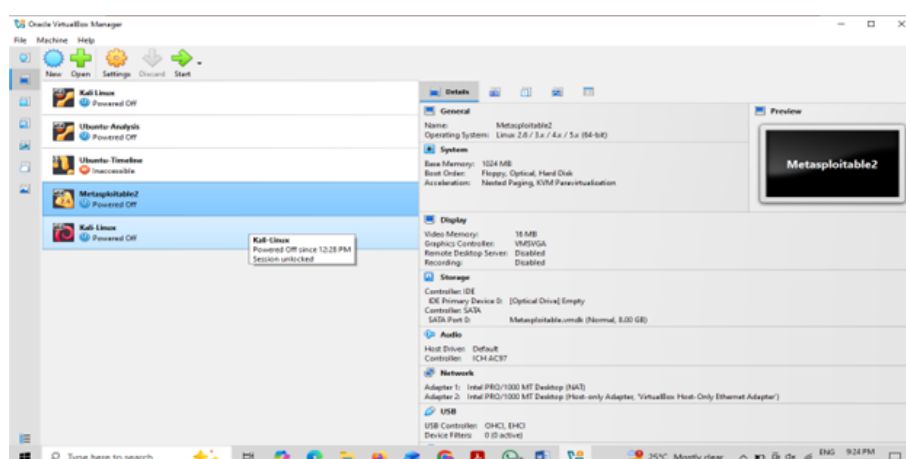 Oracle VirtualBox Manager
File Machine Help
New Open Settings Discard Start
Kali Linux
Powered Off
Ubuntu-Analysis
Powered Off
Ubuntu-Timeline
Inaccessible
Metasploitable2
Powered Off
Kali-Linux
Powered Off
Kali-Linux
Powered Off since 12:28 PM
Session unlocked
Details
General
Name: Metasploitable2
Operating System: Linux 2.6 / 3.x / 4.x / 5.x (64-bit)
System
Base Memory: 1024 MB
Boot Order: Floppy, Optical, Hard Disk
Acceleration: Nested Paging, KVM Paravirtualization
Preview
Metasploitable2
Display
Video Memory: 16 MB
Graphics Controller: VMSVGA
Remote Desktop Server: Disabled
Recording: Disabled
Storage
Controller: IDE
IDE Primary Device 0: [Optical Drive] Empty
Controller: SATA
SATA Port 0: Metasploitable.vmdk (Normal, 8.00 GB)
Audio
Host Driver: Default
Controller: ICH AC97
Network
Adapter 1: Intel PRO/1000 MT Desktop (NAT)
Adapter 2: Intel PRO/1000 MT Desktop (Host-only Adapter, 'VirtualBox Host-Only Ethernet Adapter')
USB
USB Controller: OHCI, EHCI
Device Filters: 0 (0 active)
Type here to search
25°C Mostly clear
ENG 9:24 PM